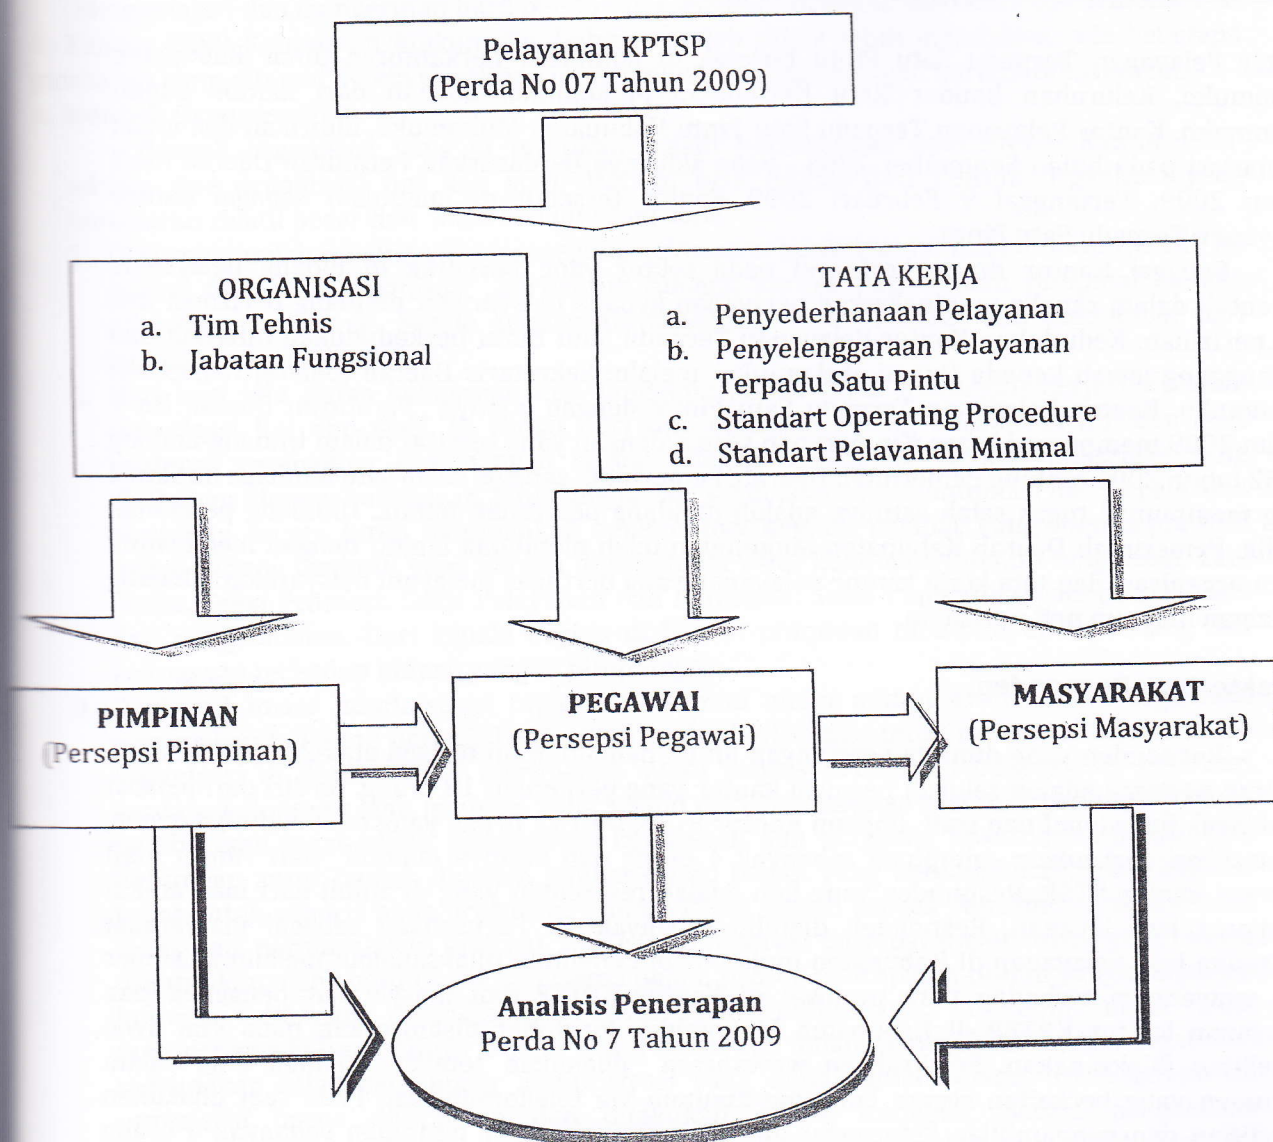 Pelayanan KPTSP
(Perda No 07 Tahun 2009)
ORGANISASI
a. Tim Tehnis
b. Jabatan Fungsional
TATA KERJA
a. Penyederhanaan Pelayanan
b. Penyelenggaraan Pelayanan
Terpadu Satu Pintu
c. Standart Operating Procedure
d. Standart Pelayanan Minimal
PIMPINAN
(Persepsi Pimpinan)
PEGAWAI
(Persepsi Pegawai)
MASYARAKAT
(Persepsi Masyarakat)
Analisis Penerapan
Perda No 7 Tahun 2009